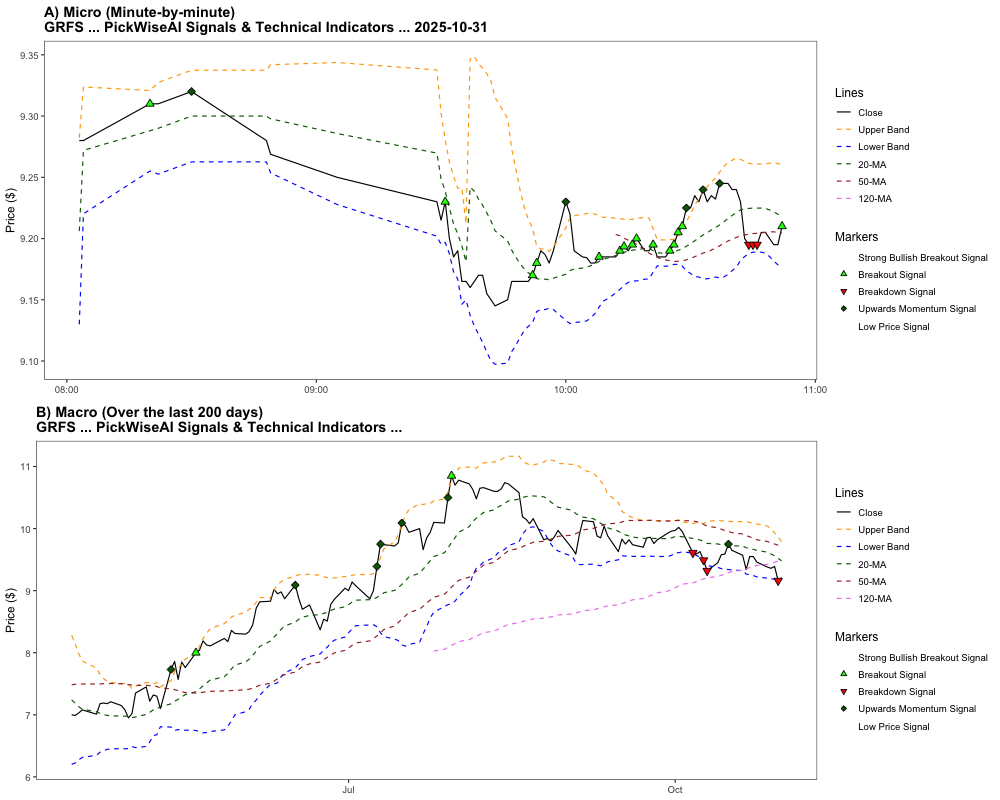 A) Micro (Minute-by-minute)
GRFS ... PickWiseAI Signals & Technical Indicators ... 2025-10-31
Price ($)
9.35
9.30
9.25
9.20
9.15
9.10
08:00
09:00
10:00
11:00
Lines
Close
Upper Band
Lower Band
20-MA
50-MA
120-MA
Markers
Strong Bullish Breakout Signal
Breakout Signal
Breakdown Signal
Upwards Momentum Signal
Low Price Signal
B) Macro (Over the last 200 days)
GRFS ... PickWiseAI Signals & Technical Indicators ...
Price ($)
11
10
9
8
7
6
Jul
Oct
Lines
Close
Upper Band
Lower Band
20-MA
50-MA
120-MA
Markers
Strong Bullish Breakout Signal
Breakout Signal
Breakdown Signal
Upwards Momentum Signal
Low Price Signal